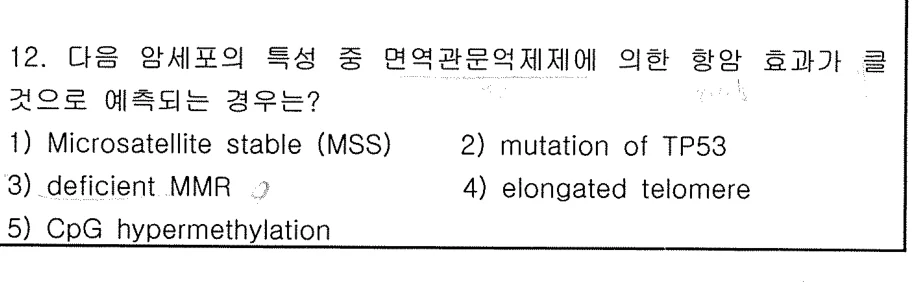 12. 다음 암세포의 특성 중 면역관문억제제에 의한 항암 효과가 클
것으로 예측되는 경우는?
1) Microsatellite stable (MSS) 2) mutation of TP53
3) deficient MMR 4) elongated telomere
5) CpG hypermethylation